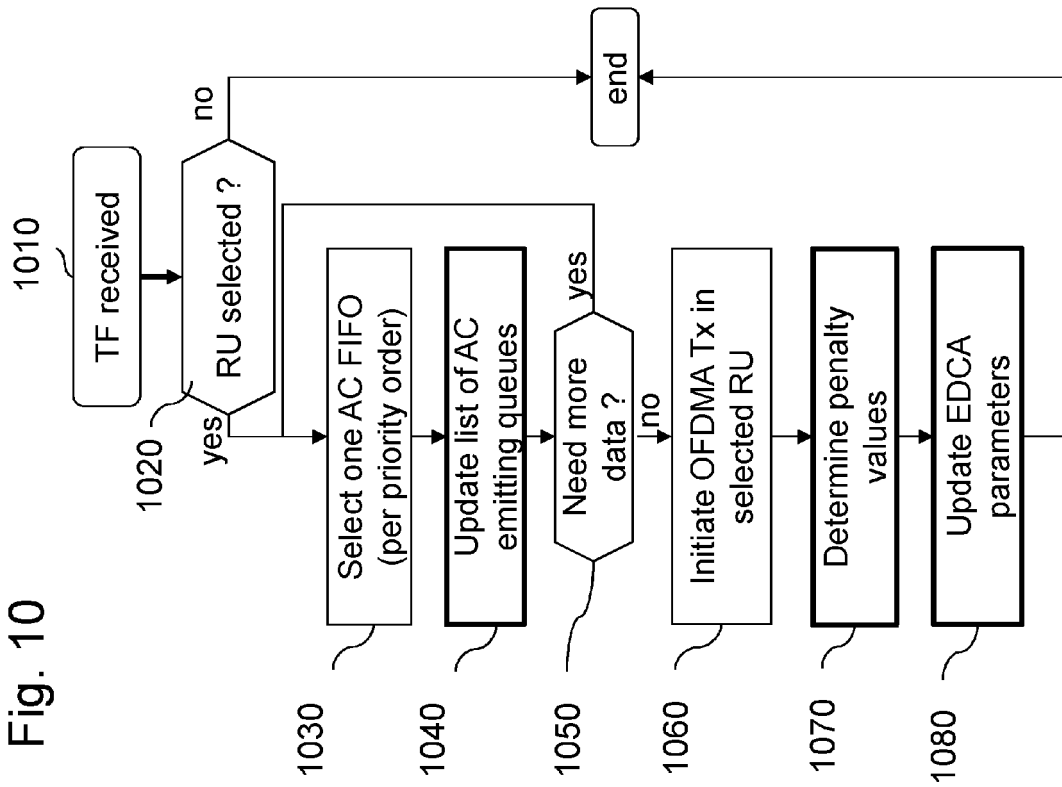 Fig. 10
1010
TF received
1020
RU selected ?
yes
no
1030
Select one AC FIFO
(per priority order)
1040
Update list of AC
emitting queues
1050
Need more
data ?
yes
no
1060
Initiate OFDMA Tx in
selected RU
1070
Determine penalty
values
1080
Update EDCA
parameters
end